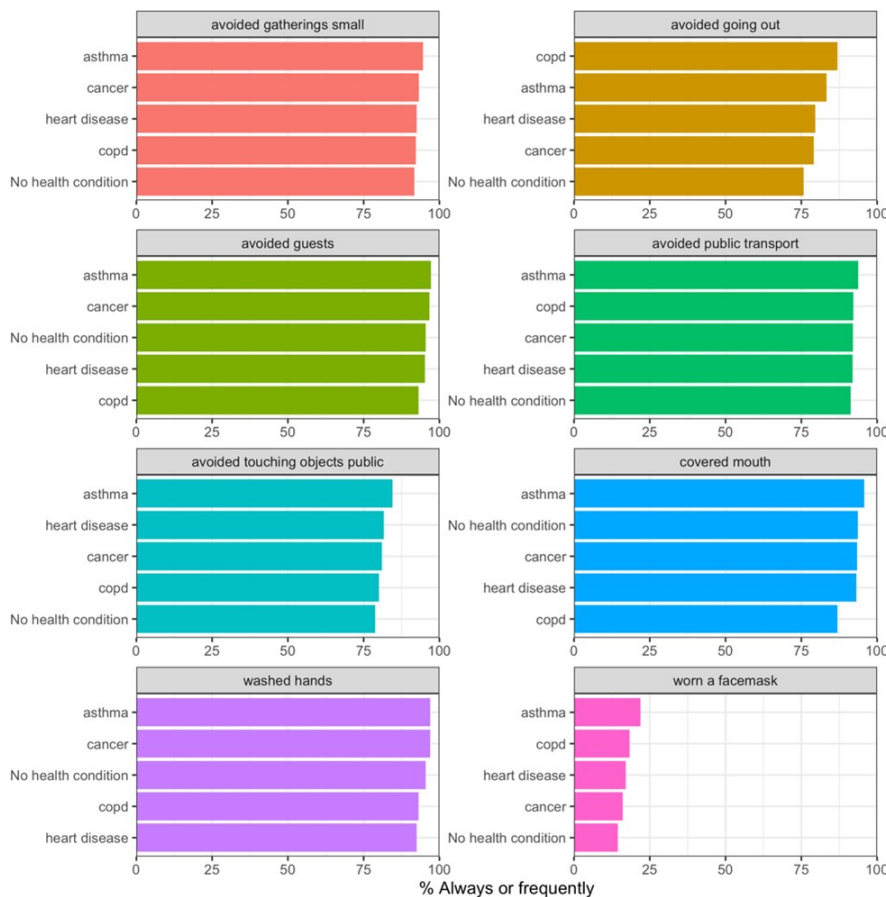 avoided gatherings small
asthma
cancer
heart disease
copd
No health condition
0 25 50 75 100
avoided going out
copd
asthma
heart disease
cancer
No health condition
0 25 50 75 100
avoided guests
asthma
cancer
No health condition
heart disease
copd
0 25 50 75 100
avoided public transport
asthma
copd
cancer
heart disease
No health condition
0 25 50 75 100
avoided touching objects public
asthma
heart disease
cancer
copd
No health condition
0 25 50 75 100
covered mouth
asthma
No health condition
cancer
heart disease
copd
0 25 50 75 100
washed hands
asthma
cancer
No health condition
copd
heart disease
0 25 50 75 100
worn a facemask
asthma
copd
heart disease
cancer
No health condition
0 25 50 75 100
% Always or frequently